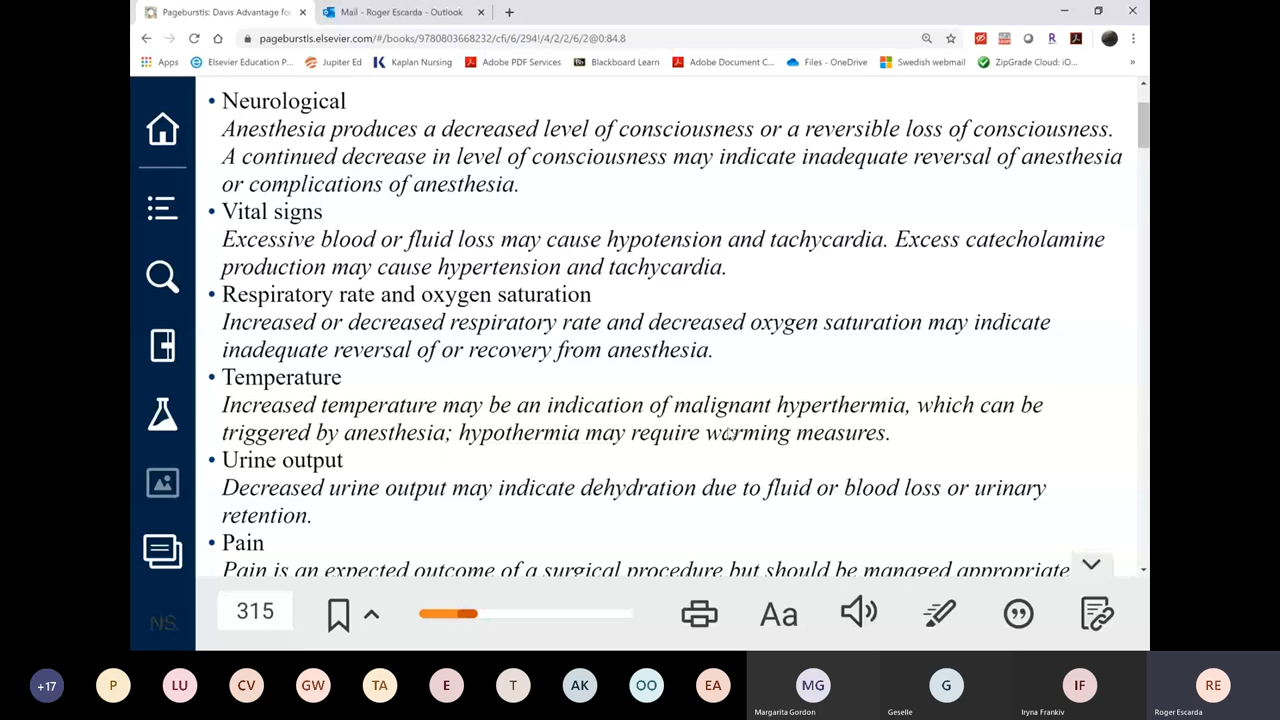 Pageburstls: Davis Advantage fo
Mail - Roger Escarda - Outlook
pageburstls.elsevier.com/#/books/9780803668232/cfi/6/294!/4/2/2/6/2@0:84.8
Apps
Elsevier Education P...
Jupiter Ed
Kaplan Nursing
Adobe PDF Services
Blackboard Learn
Adobe Document C...
Files - OneDrive
Swedish webmail
ZipGrade Cloud: iO...
»
• Neurological
Anesthesia produces a decreased level of consciousness or a reversible loss of consciousness.
A continued decrease in level of consciousness may indicate inadequate reversal of anesthesia
or complications of anesthesia.
• Vital signs
Excessive blood or fluid loss may cause hypotension and tachycardia. Excess catecholamine
production may cause hypertension and tachycardia.
• Respiratory rate and oxygen saturation
Increased or decreased respiratory rate and decreased oxygen saturation may indicate
inadequate reversal of or recovery from anesthesia.
• Temperature
Increased temperature may be an indication of malignant hyperthermia, which can be
triggered by anesthesia; hypothermia may require warming measures.
• Urine output
Decreased urine output may indicate dehydration due to fluid or blood loss or urinary
retention.
• Pain
Pain is an expected outcome of a surgical procedure but should be managed appropriate
NS
315
Aa
+17
P
LU
CV
GW
TA
E
T
AK
OO
EA
MG
Margarita Gordon
G
Geselle
IF
Iryna Frankiv
RE
Roger Escarda